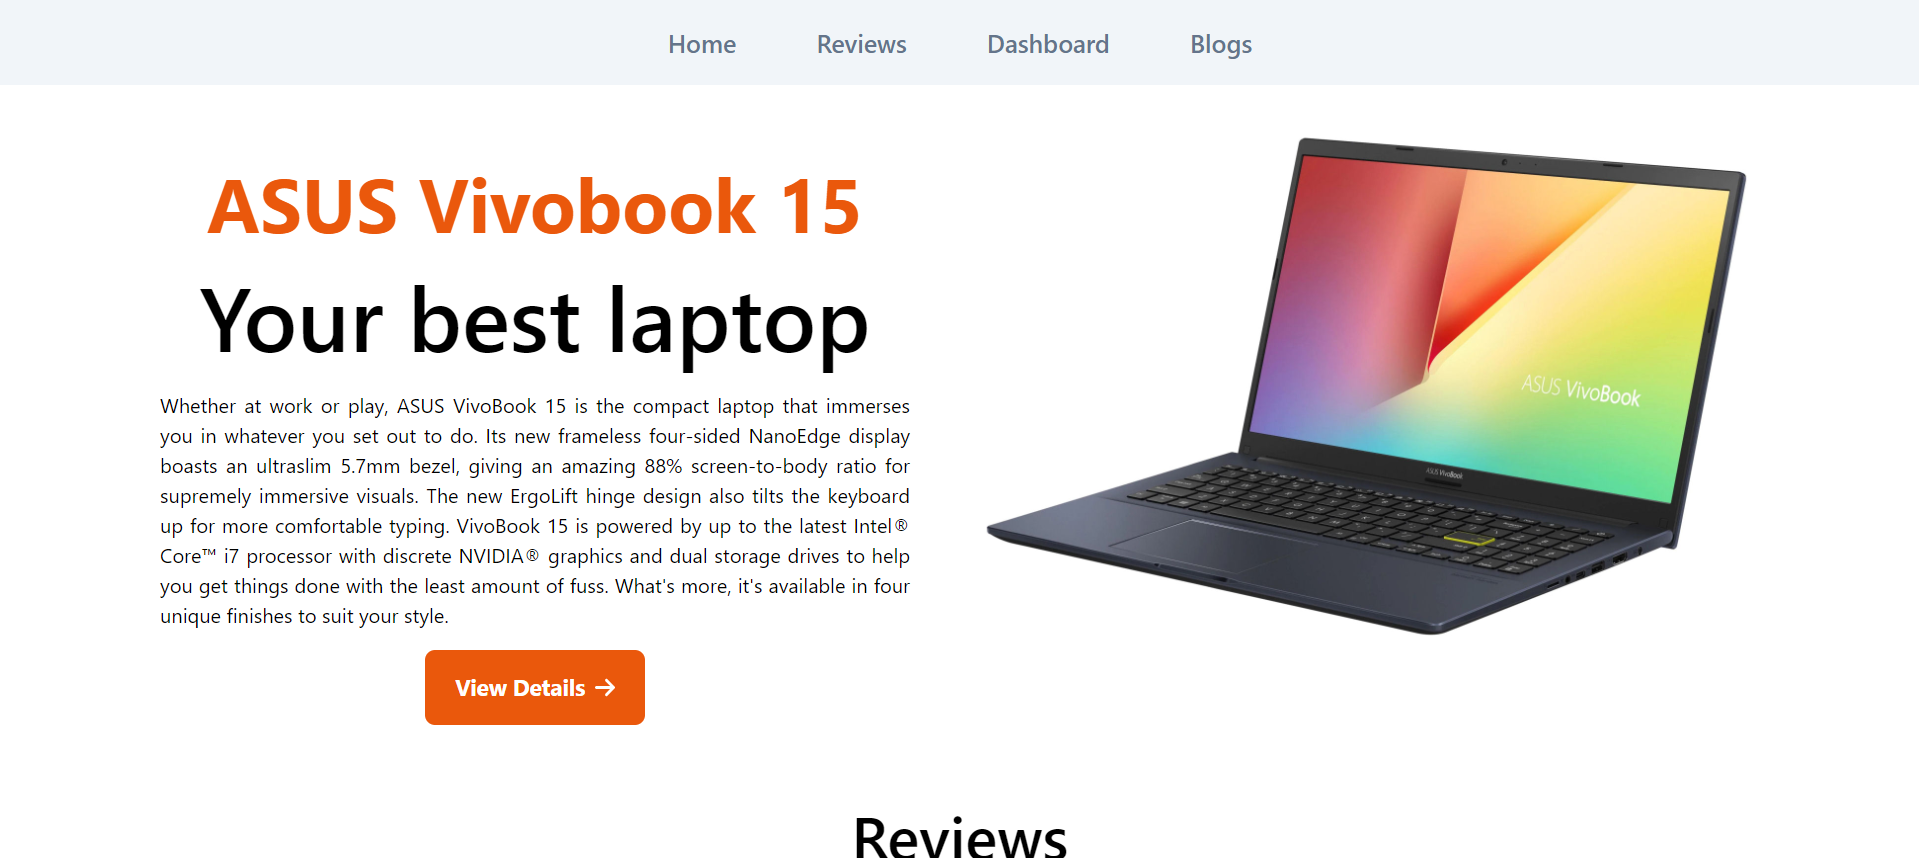 Home Reviews Dashboard Blogs
ASUS Vivobook 15
Your best laptop
Whether at work or play, ASUS VivoBook 15 is the compact laptop that immerses
you in whatever you set out to do. Its new frameless four-sided NanoEdge display
boasts an ultraslim 5.7mm bezel, giving an amazing 88% screen-to-body ratio for
supremely immersive visuals. The new ErgoLift hinge design also tilts the keyboard
up for more comfortable typing. VivoBook 15 is powered by up to the latest Intel®
Core™ i7 processor with discrete NVIDIA® graphics and dual storage drives to help
you get things done with the least amount of fuss. What's more, it's available in four
unique finishes to suit your style.
View Details →
ASUS VivoBook
ASUS VivoBook
Reviews